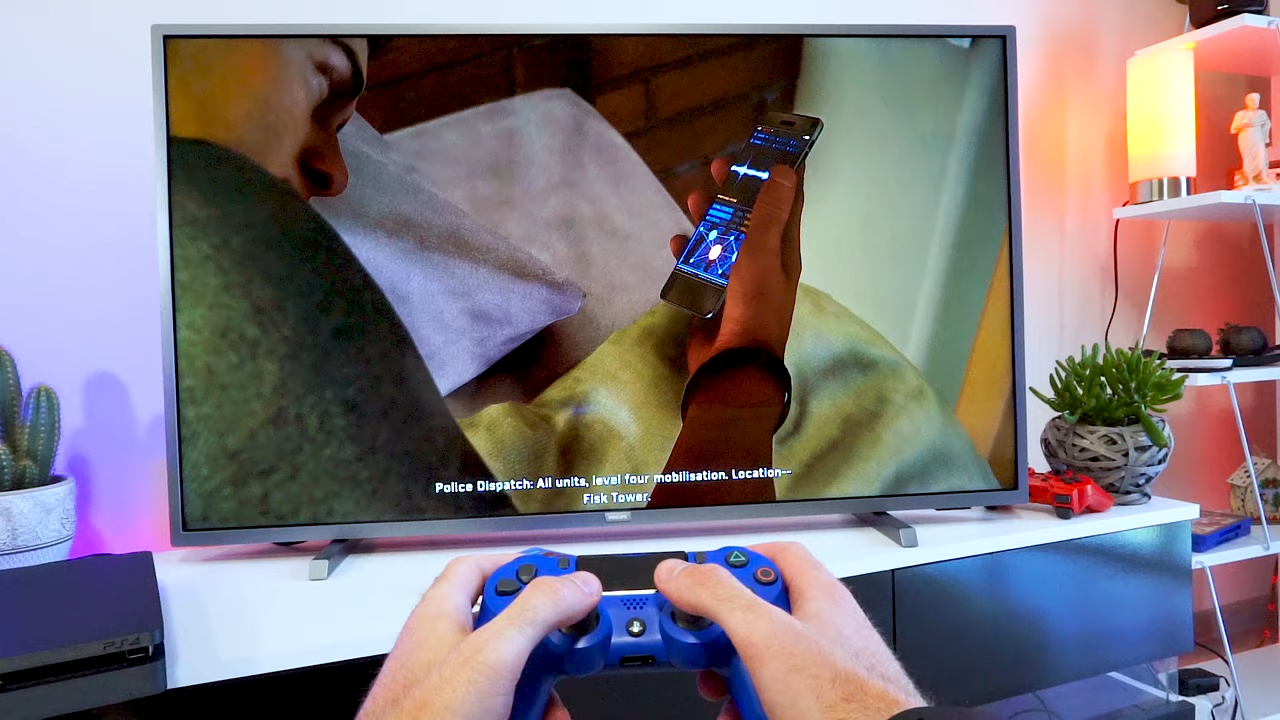 Police Dispatch: All units, level four mobilisation. Location--
Fisk Tower.
PHILIPS
PS4